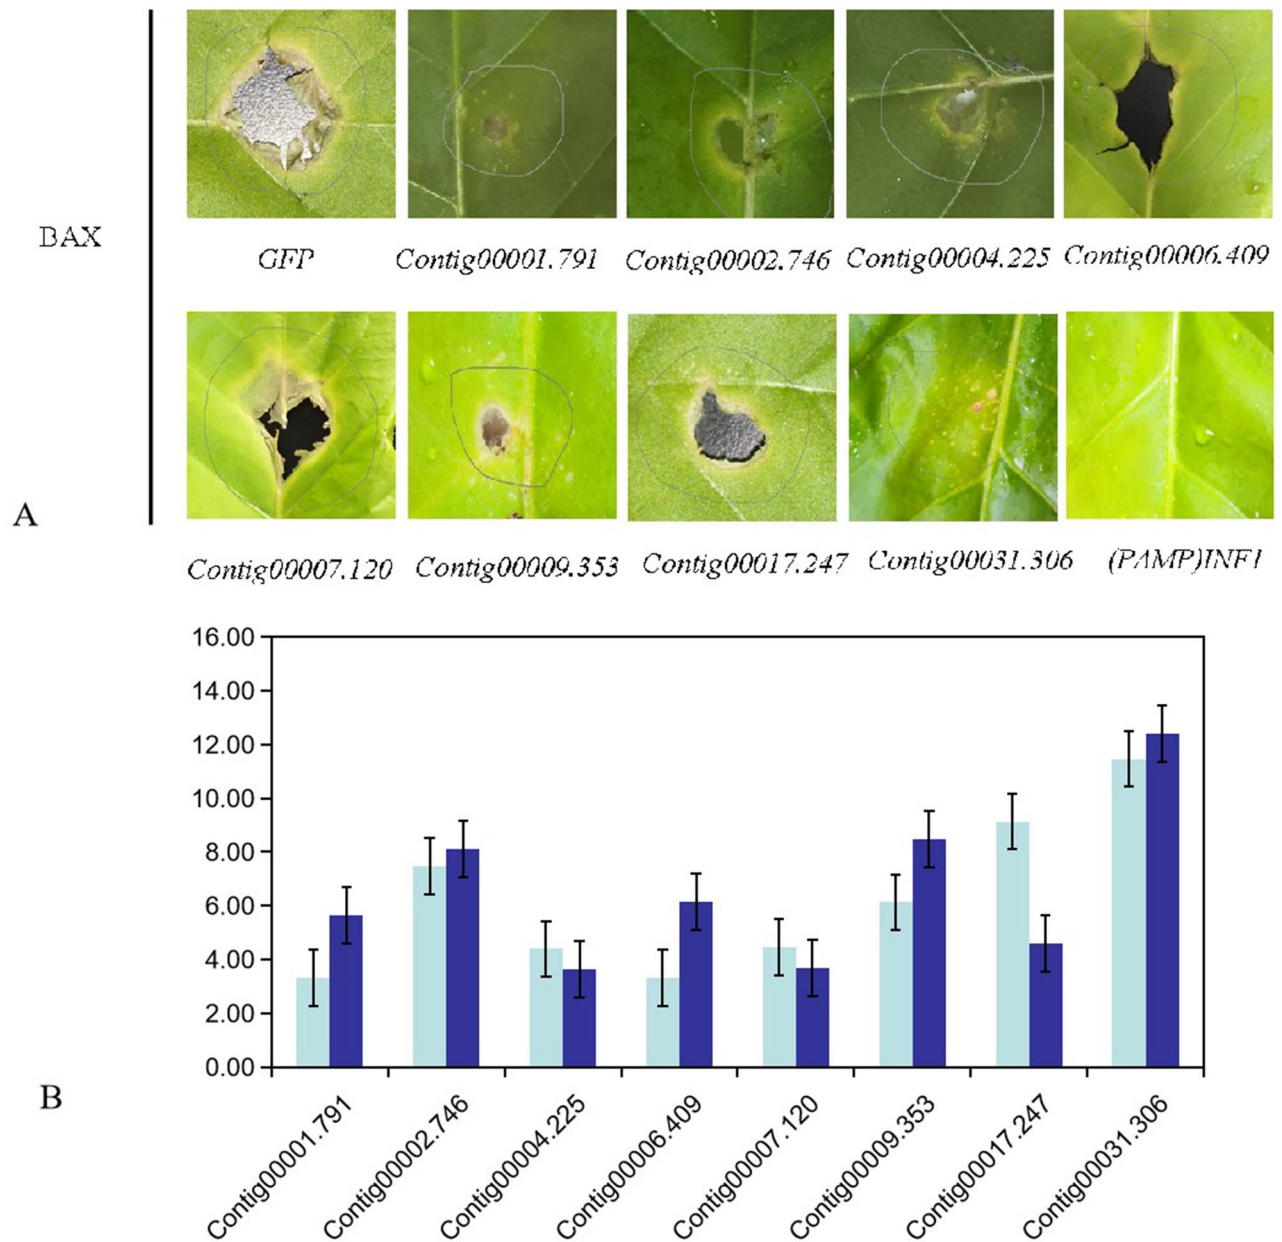 BAX
GFP Contig00001.791 Contig00002.746 Contig00004.225 Contig00006.409
A
Contig00007.120 Contig00009.353 Contig00017.247 Contig00031.306 (PAMP)INF1
16.00
14.00
12.00
10.00
8.00
6.00
4.00
2.00
0.00
B
Contig00001.791
Contig00002.746
Contig00004.225
Contig00006.409
Contig00007.120
Contig00009.353
Contig00017.247
Contig00031.306